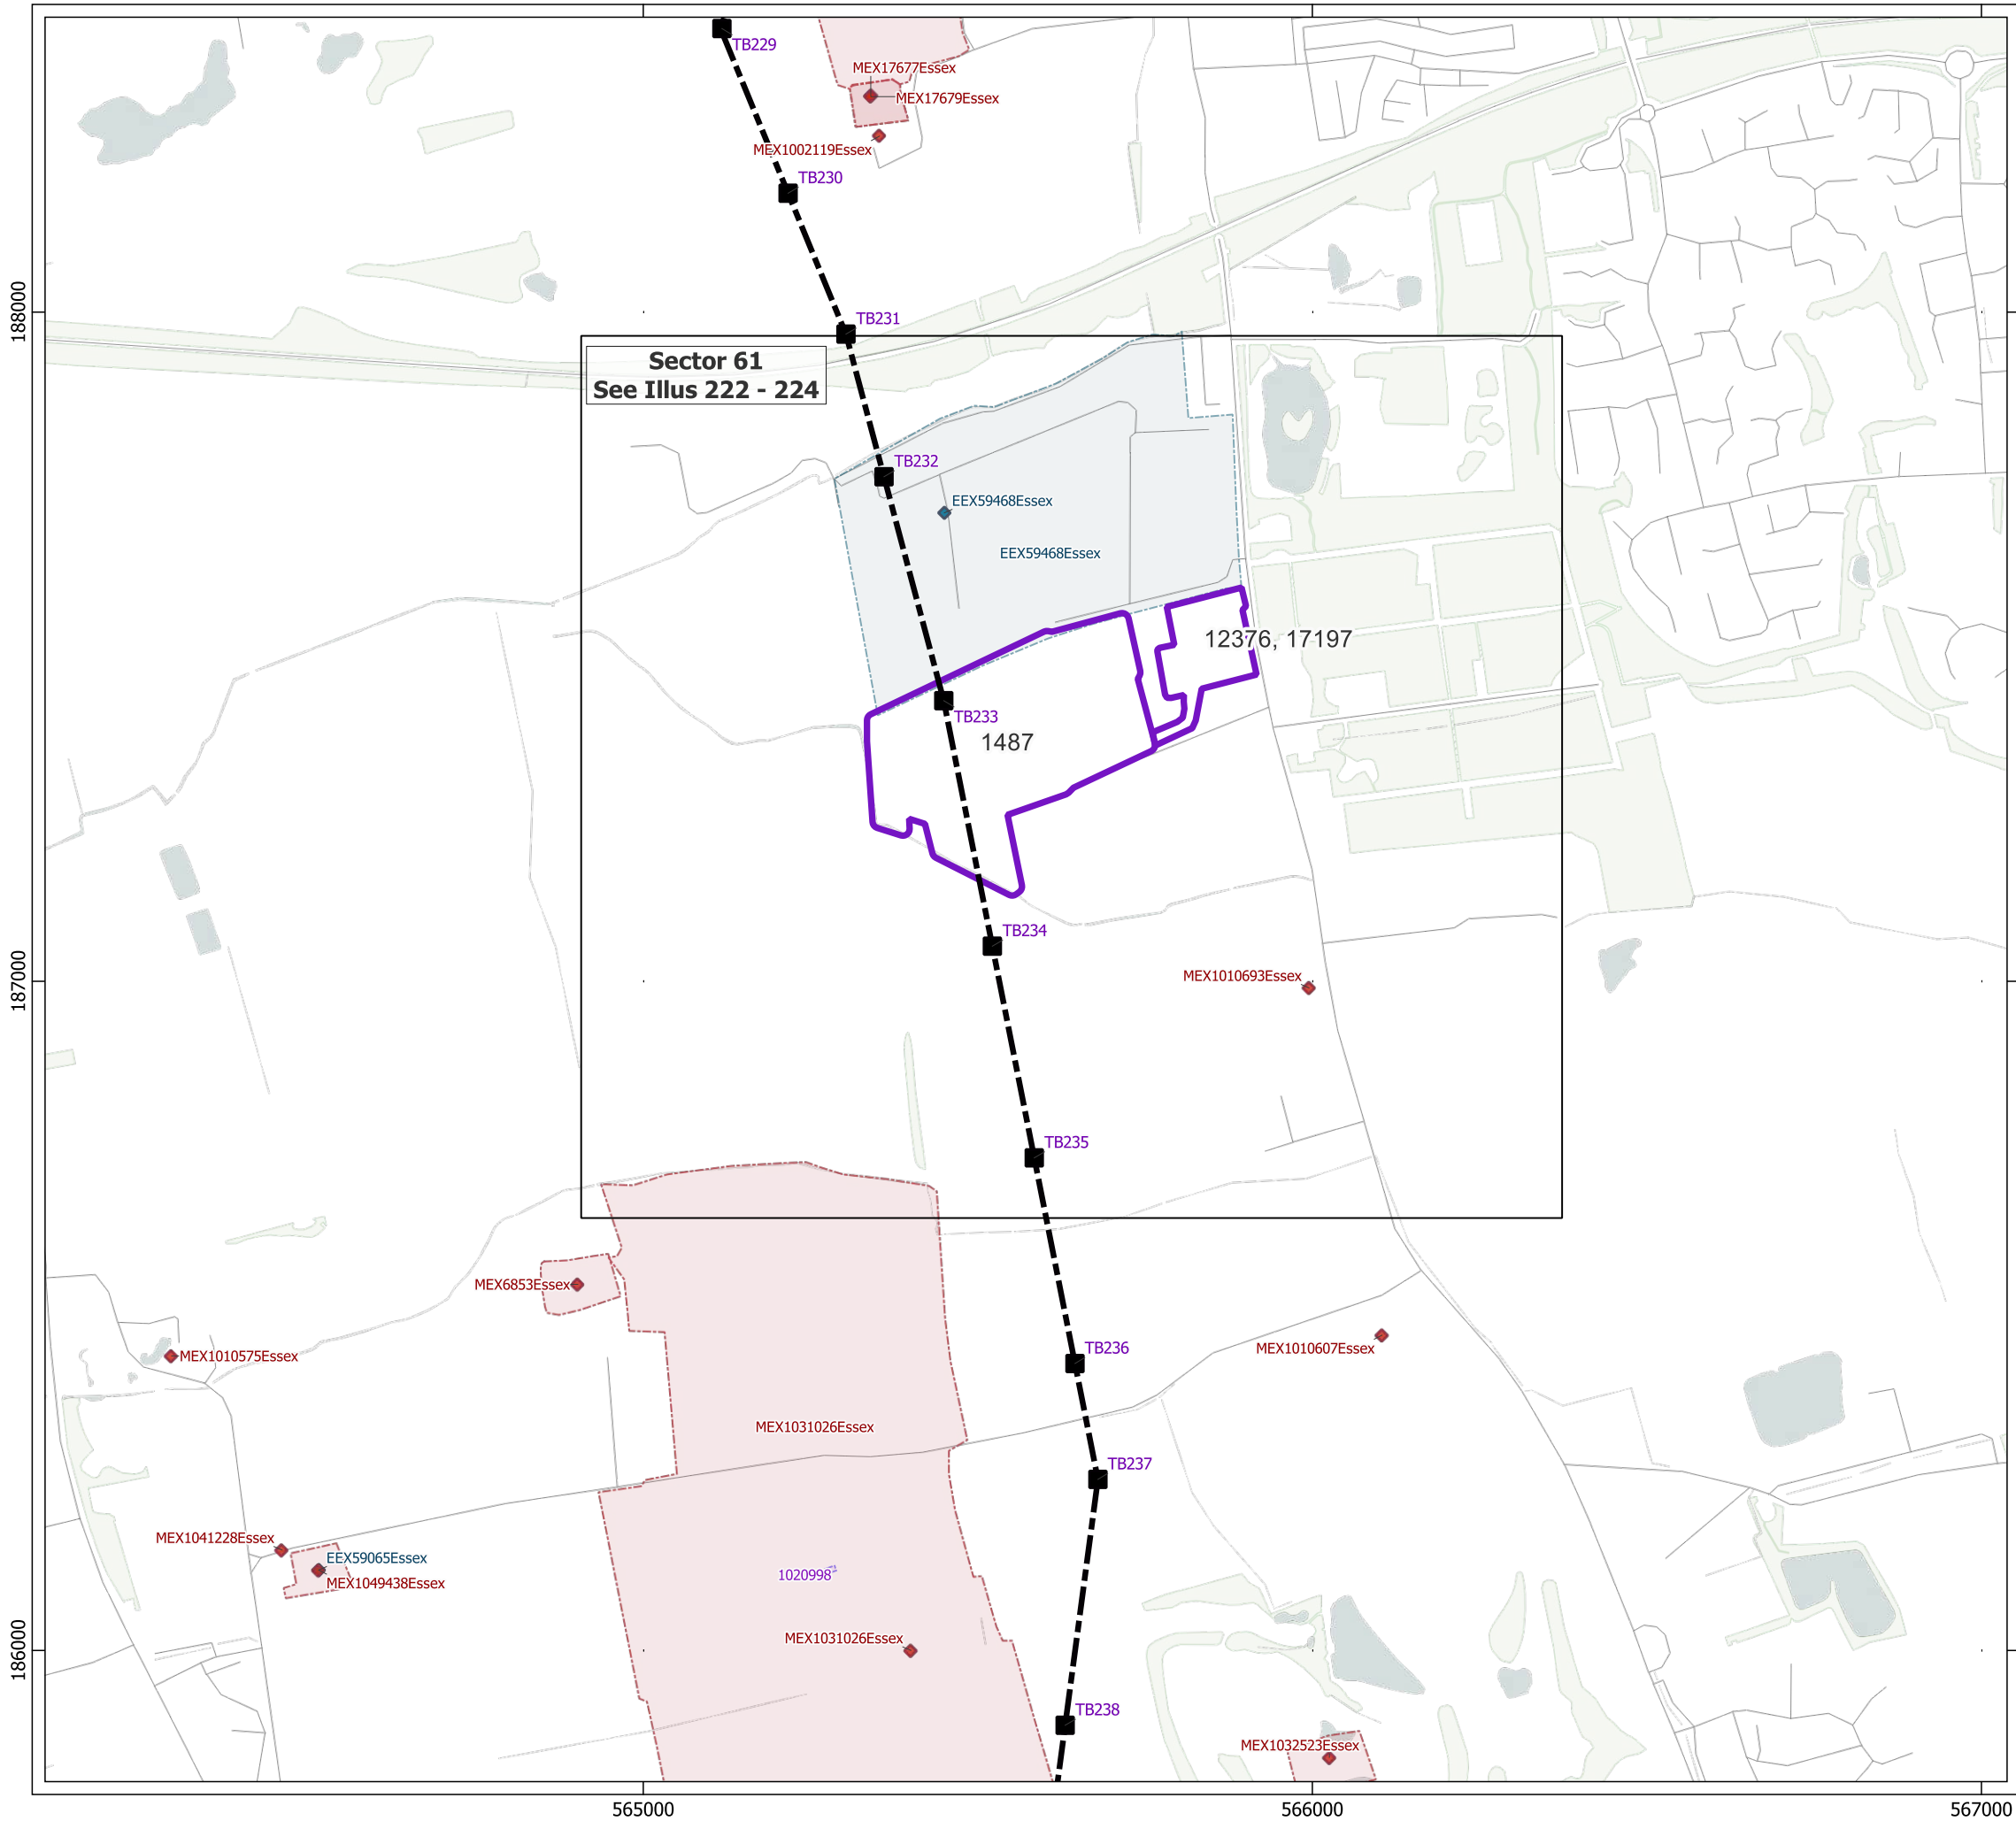 TB229
MEX17677Essex
MEX17679Essex
MEX1002119Essex
TB230
188000
TB231
Sector 61
See Illus 222 - 224
TB232
EEX59468Essex
EEX59468Essex
12376, 17197
TB233
1487
TB234
187000
MEX1010693Essex
TB235
MEX6853Essex
TB236
MEX1010607Essex
MEX1010575Essex
MEX1031026Essex
TB237
MEX1041228Essex
EEX59065Essex
MEX1049438Essex
1020998
186000
MEX1031026Essex
TB238
MEX1032523Essex
565000
566000
567000